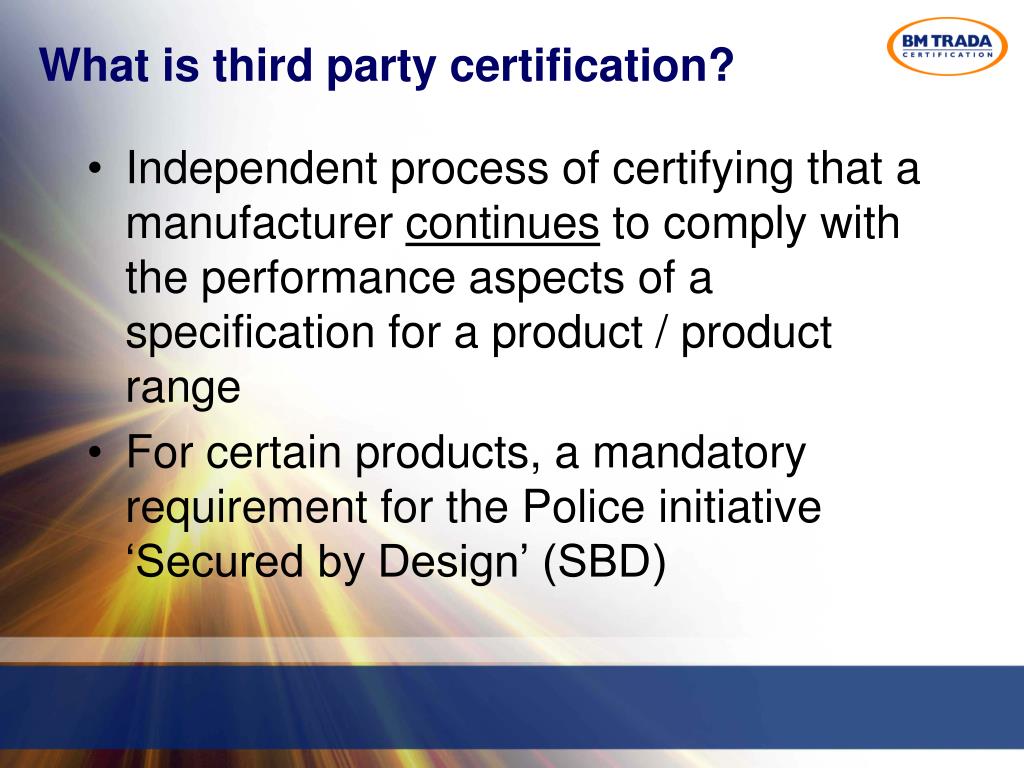 What is third party certification?
BM TRADA
CERTIFICATION
• Independent process of certifying that a
manufacturer continues to comply with
the performance aspects of a
specification for a product / product
range
• For certain products, a mandatory
requirement for the Police initiative
‘Secured by Design’ (SBD)